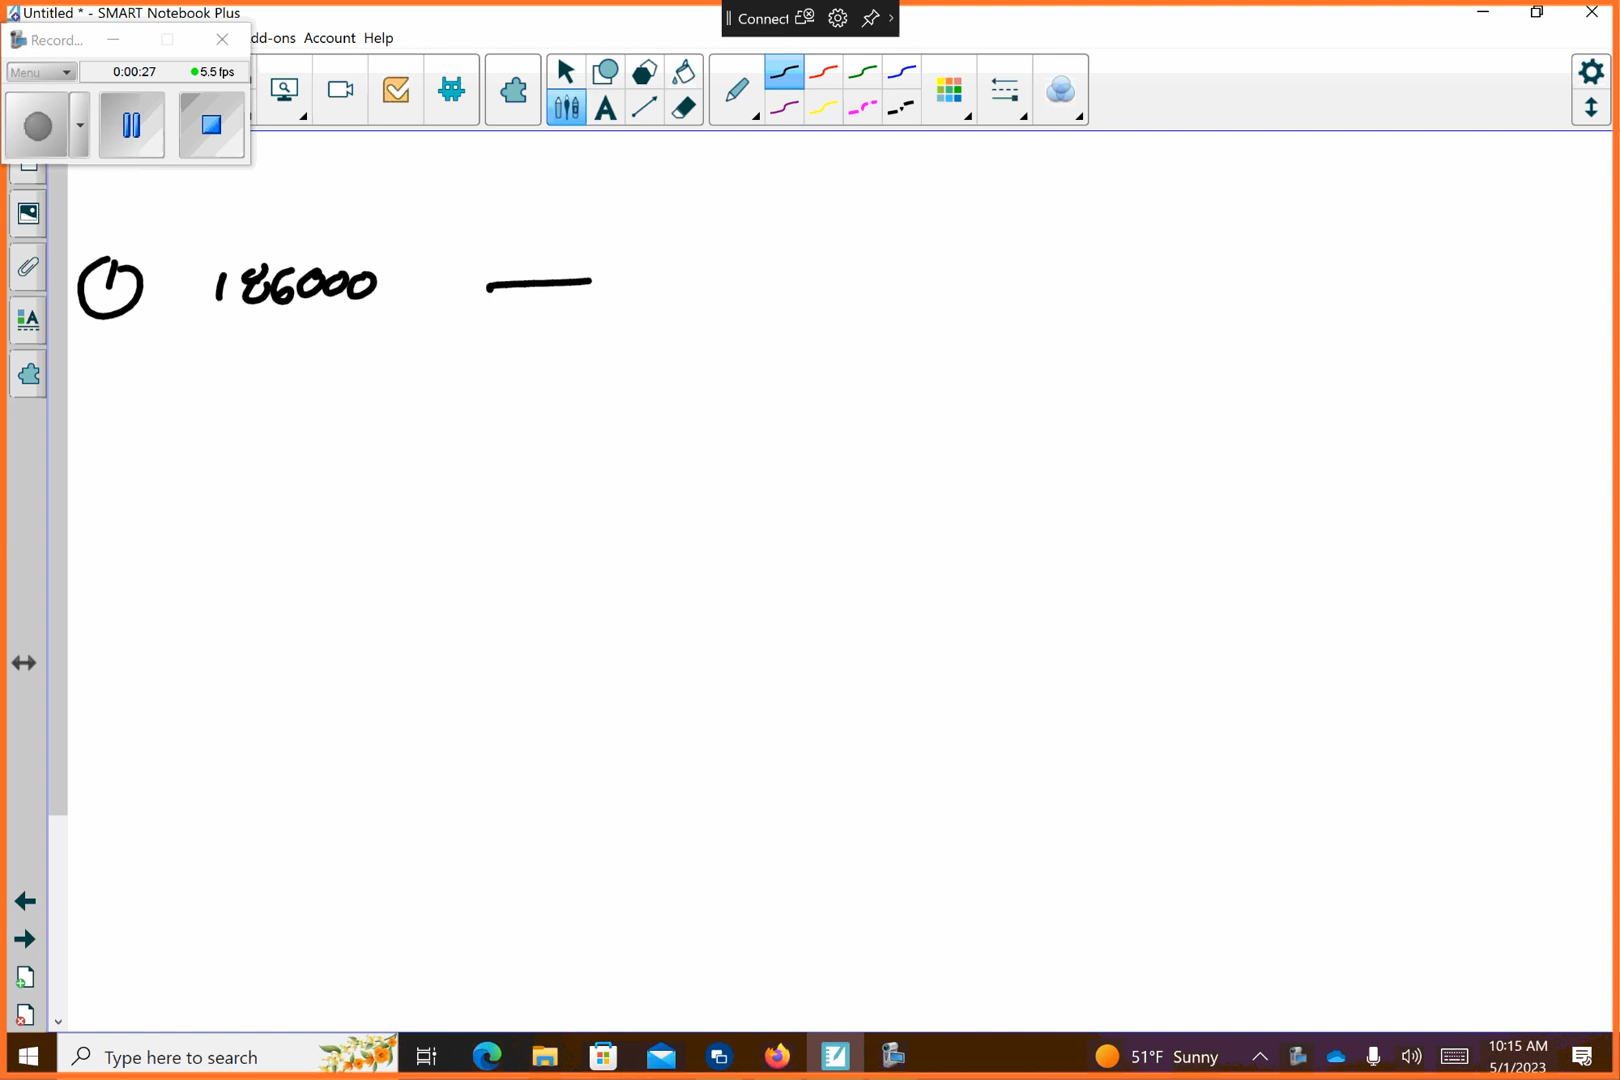 Untitled * - SMART Notebook Plus
Connect
Record...
dd-ons Account Help
Menu 0:00:27 5.5 fps
① 186000 —
Type here to search
51°F Sunny
10:15 AM
5/1/2023